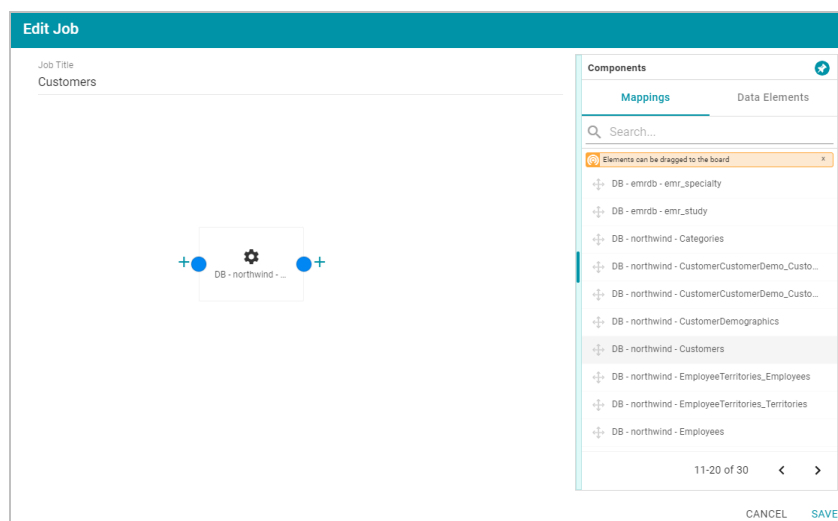 Edit Job
Job Title
Customers
DB - northwind - ...
Components
Mappings
Data Elements
Search...
Elements can be dragged to the board
x
DB - emrdb - emr_specialty
DB - emrdb - emr_study
DB - northwind - Categories
DB - northwind - CustomerCustomerDemo_Custo...
DB - northwind - CustomerCustomerDemo_Custo...
DB - northwind - CustomerDemographics
DB - northwind - Customers
DB - northwind - EmployeeTerritories_Employees
DB - northwind - EmployeeTerritories_Territories
DB - northwind - Employees
11-20 of 30
CANCEL
SAVE